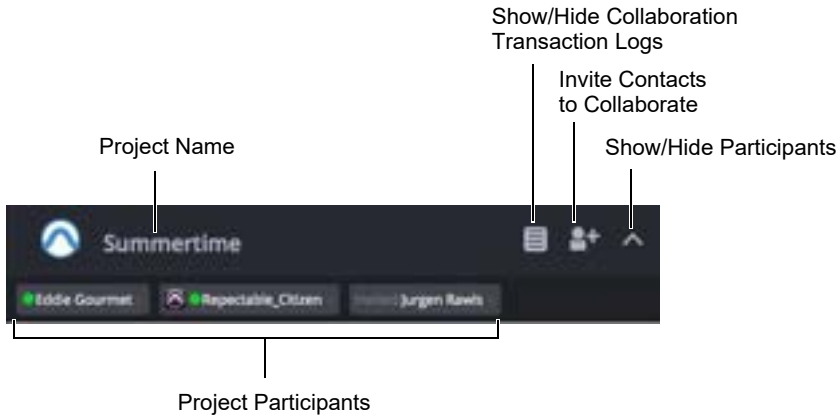 Show/Hide Collaboration
Transaction Logs
Invite Contacts
to Collaborate
Project Name
Show/Hide Participants
Summertime
Eddie Gourmet
Repectable_Citizen
Jurgen Rawls
Project Participants